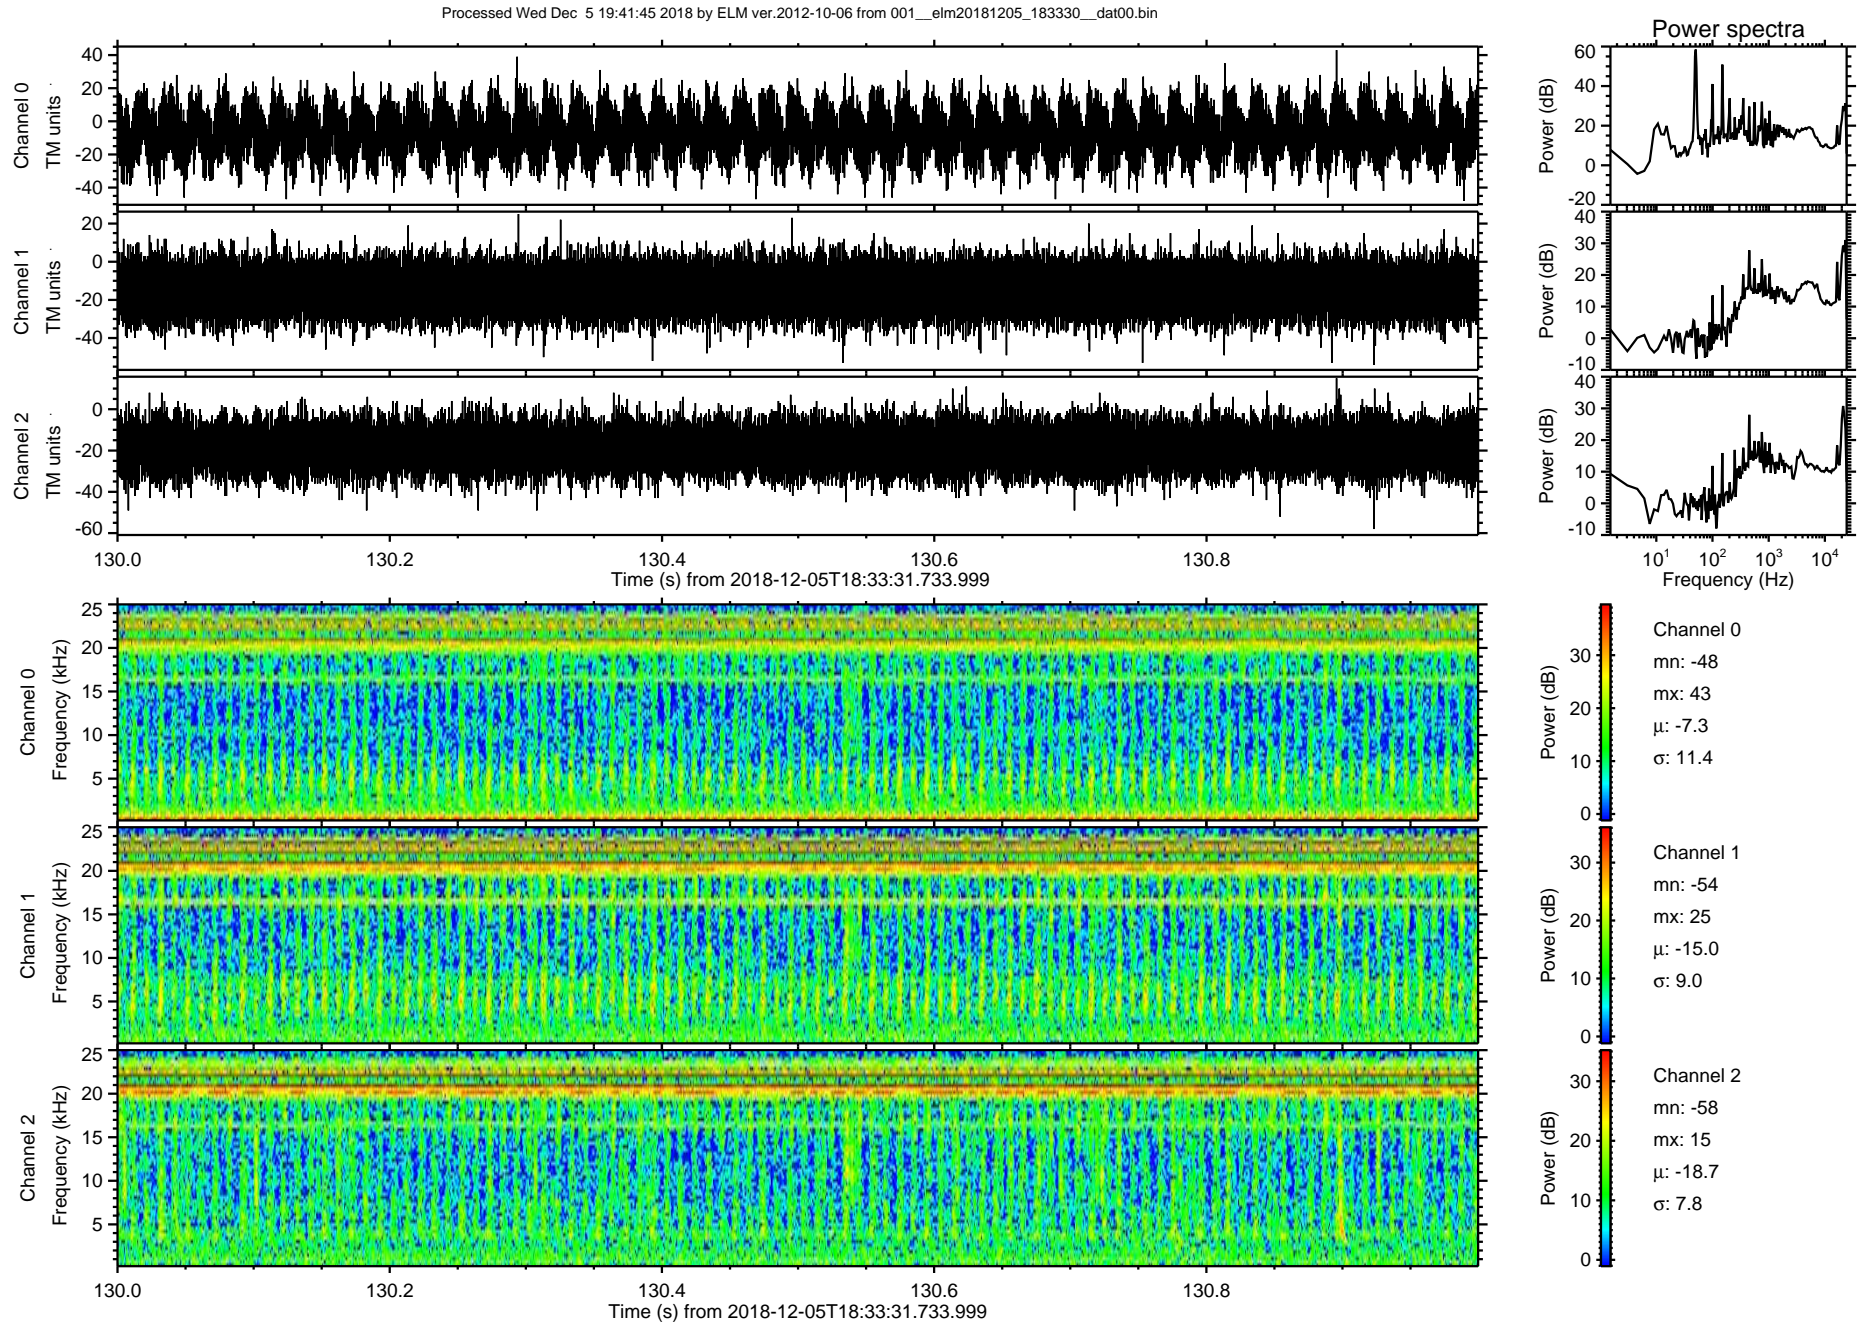 Processed Wed Dec 5 19:41:45 2018 by ELM ver.2012-10-06 from 001__elm20181205_183330__dat00.bin
Power spectra
Channel 0
TM units
40
20
0
-20
-40
Power (dB)
60
40
20
0
-20
Channel 1
TM units
20
0
-20
-40
Power (dB)
40
30
20
10
0
-10
Channel 2
TM units
0
-20
-40
-60
Power (dB)
40
30
20
10
0
-10
130.0 130.2 130.4 130.6 130.8
Time (s) from 2018-12-05T18:33:31.733.999
10^1 10^2 10^3 10^4
Frequency (Hz)
Channel 0
Frequency (kHz)
25
20
15
10
5
Power (dB)
30
20
10
0
Channel 0
mn: -48
mx: 43
µ: -7.3
σ: 11.4
Channel 1
Frequency (kHz)
25
20
15
10
5
Power (dB)
30
20
10
0
Channel 1
mn: -54
mx: 25
µ: -15.0
σ: 9.0
Channel 2
Frequency (kHz)
25
20
15
10
5
Power (dB)
30
20
10
0
Channel 2
mn: -58
mx: 15
µ: -18.7
σ: 7.8
130.0 130.2 130.4 130.6 130.8
Time (s) from 2018-12-05T18:33:31.733.999